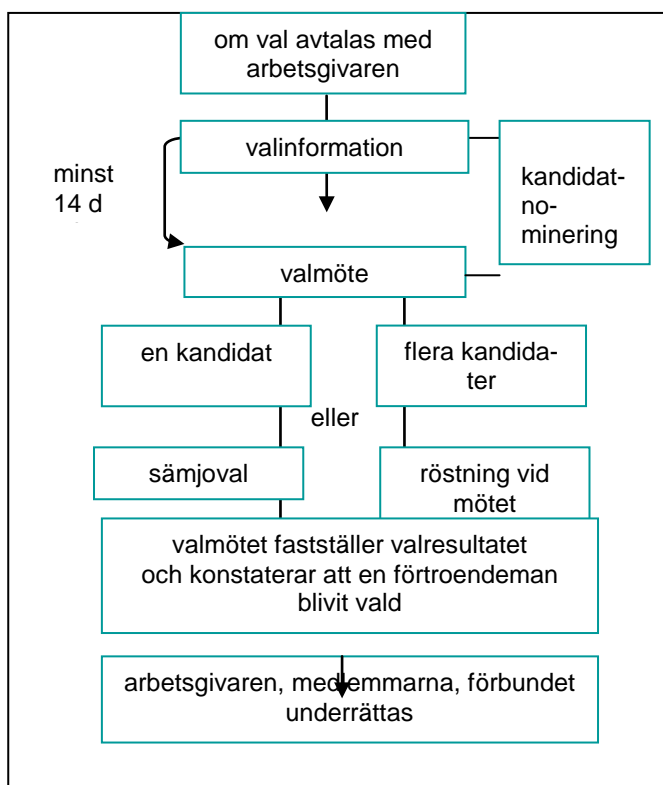 om val avtalas med
arbetsgivaren
valinformation
minst
14 d
kandidat-
no-
minering
valmöte
en kandidat
flera kandida-
ter
eller
sämjoval
röstning vid
mötet
valmötet fastställer valresultatet
och konstaterar att en förtroendeman
blivit vald
arbetsgivaren, medlemmarna, förbundet
underrättas